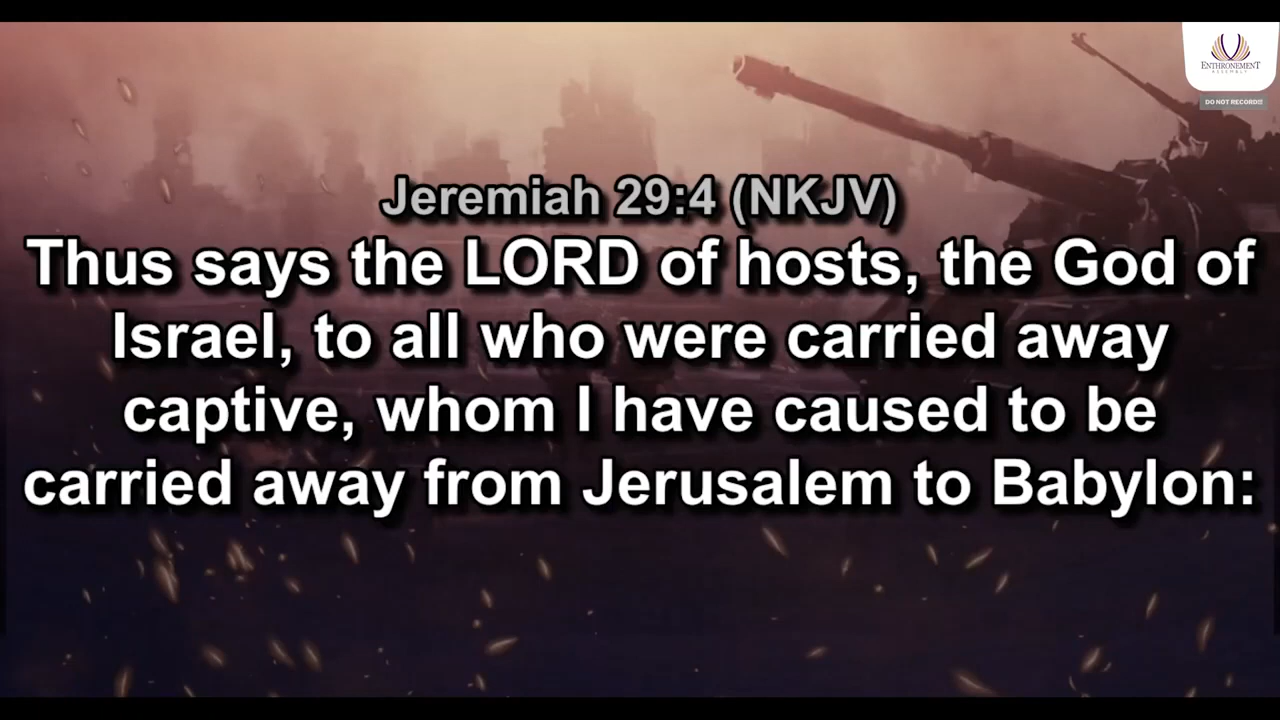 ENTHRONEMENT
ASSEMBLY
DO NOT RECORD!!!
Jeremiah 29:4 (NKJV)
Thus says the LORD of hosts, the God of
Israel, to all who were carried away
captive, whom I have caused to be
carried away from Jerusalem to Babylon: